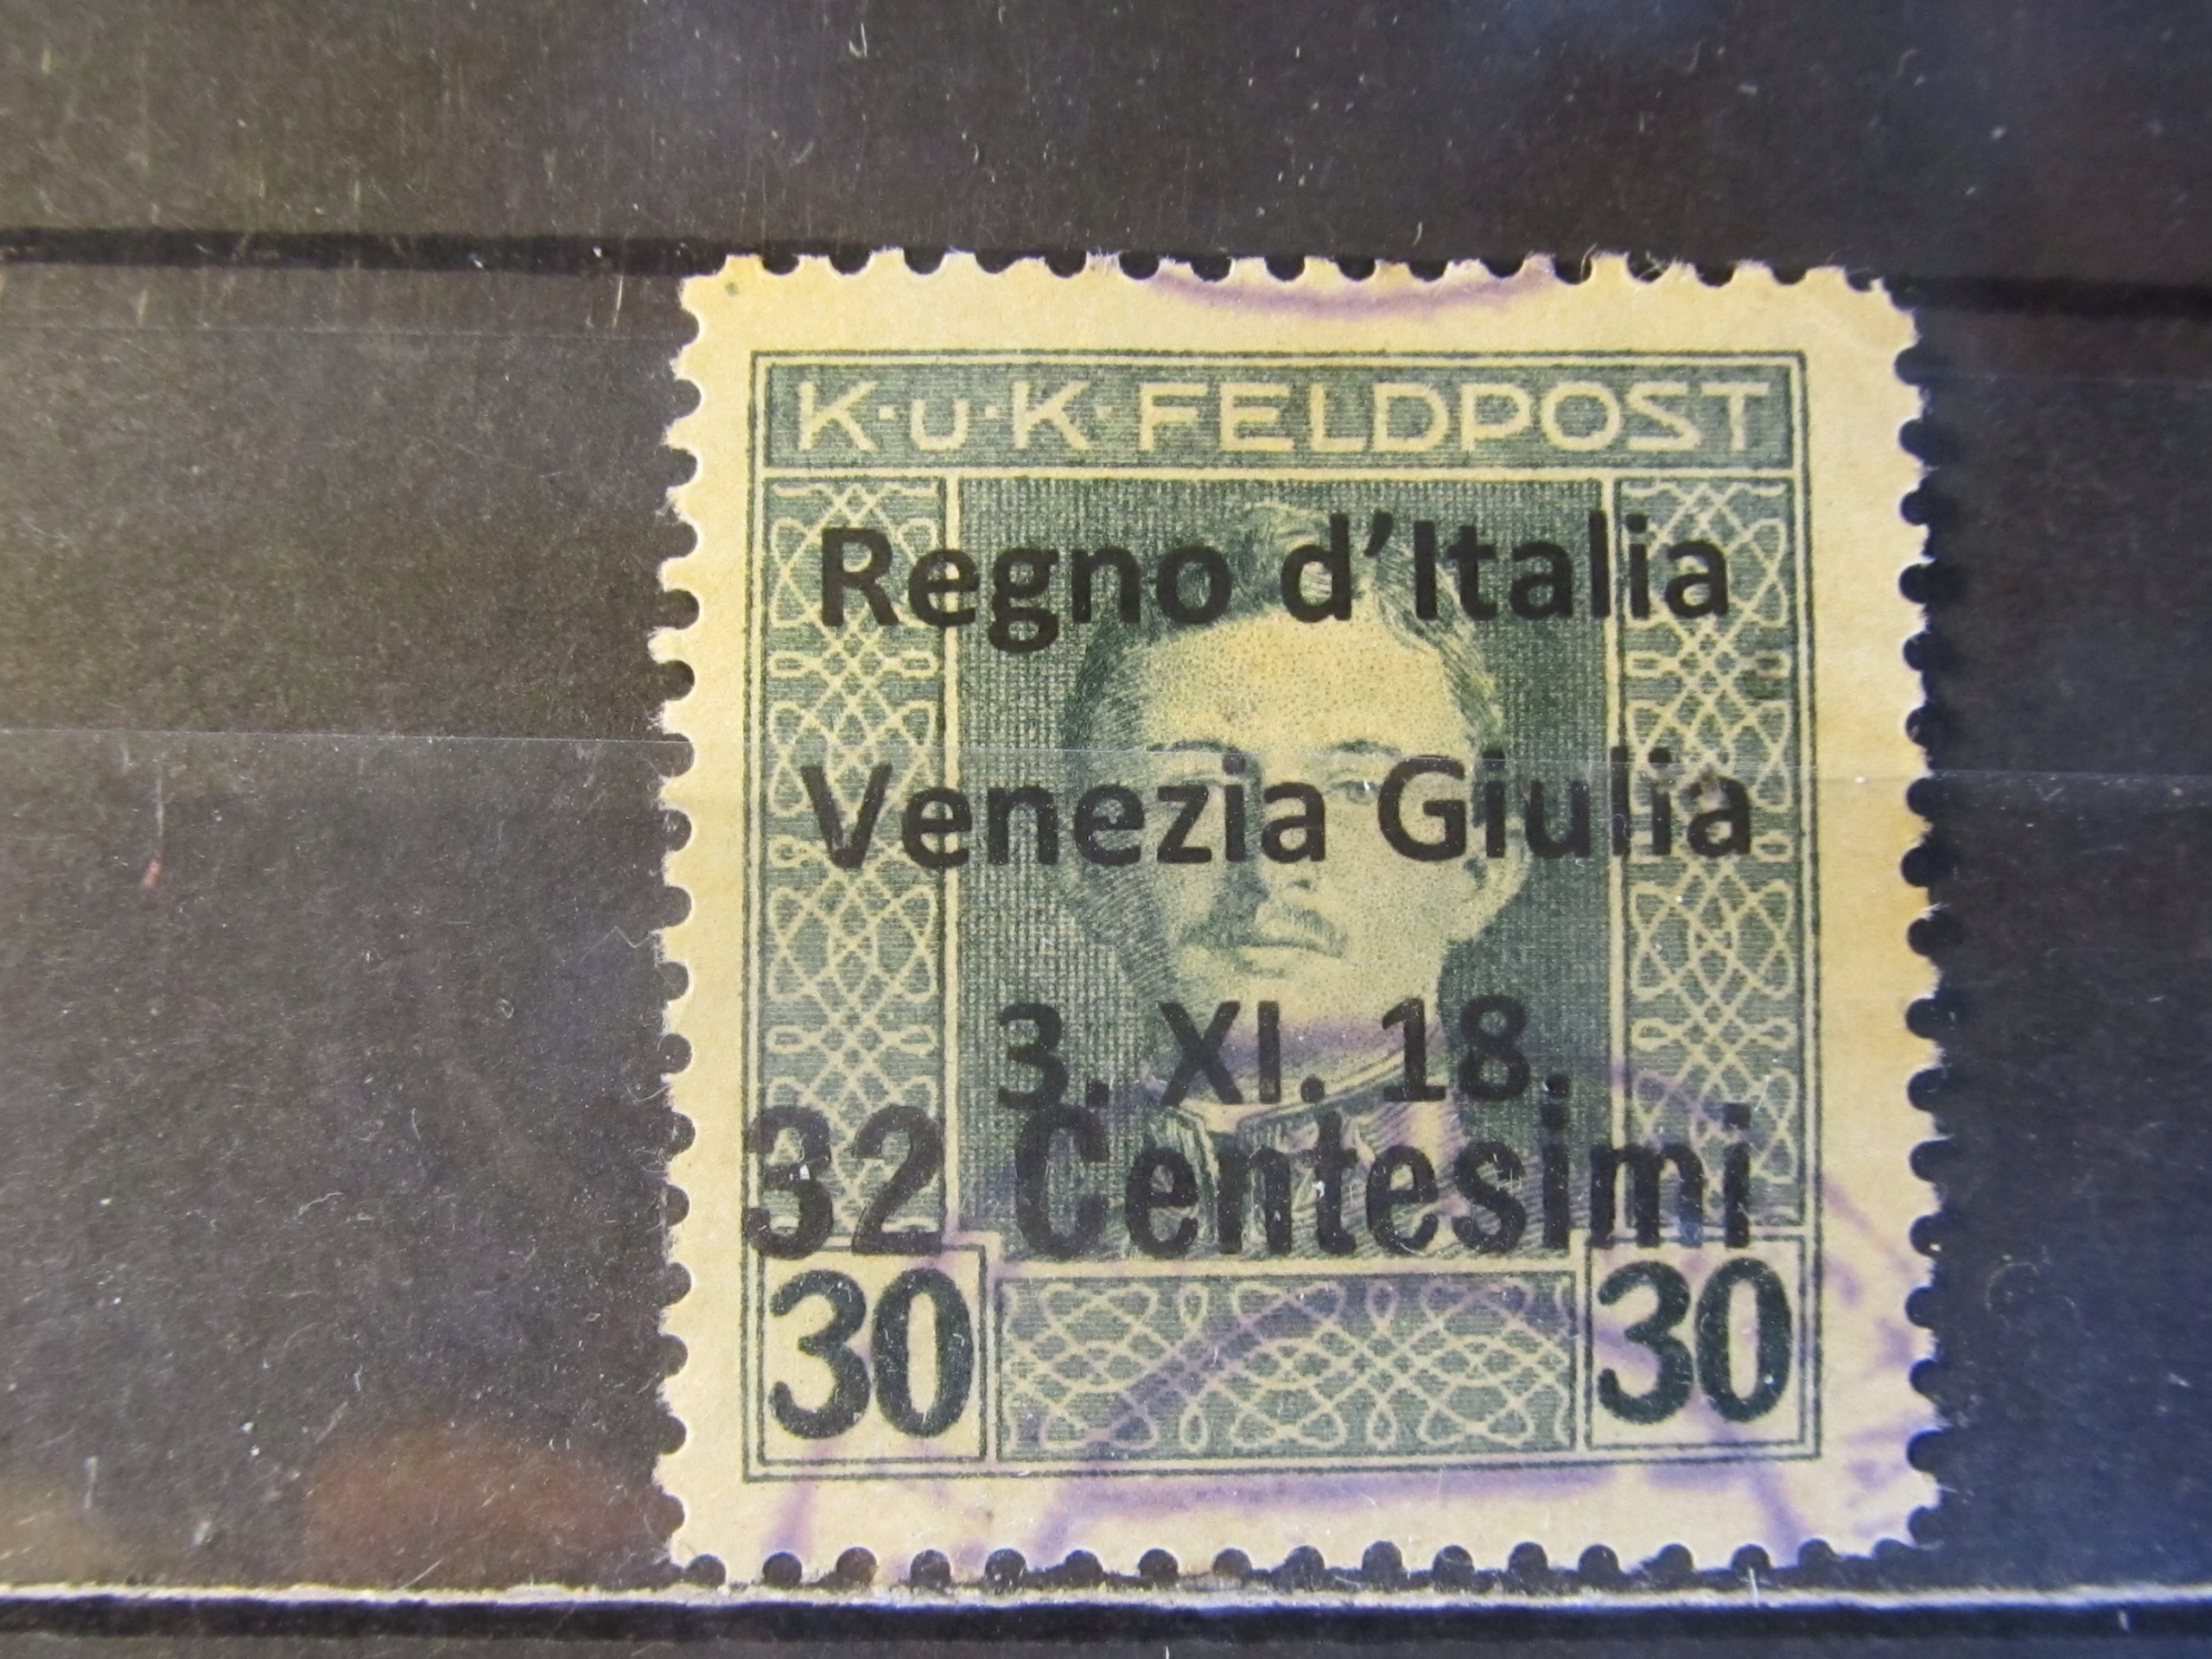 K·u·K·FELDPOST
Regno d'Italia
Venezia Giulia
3. XI. 18.
32 Centesimi
30 30